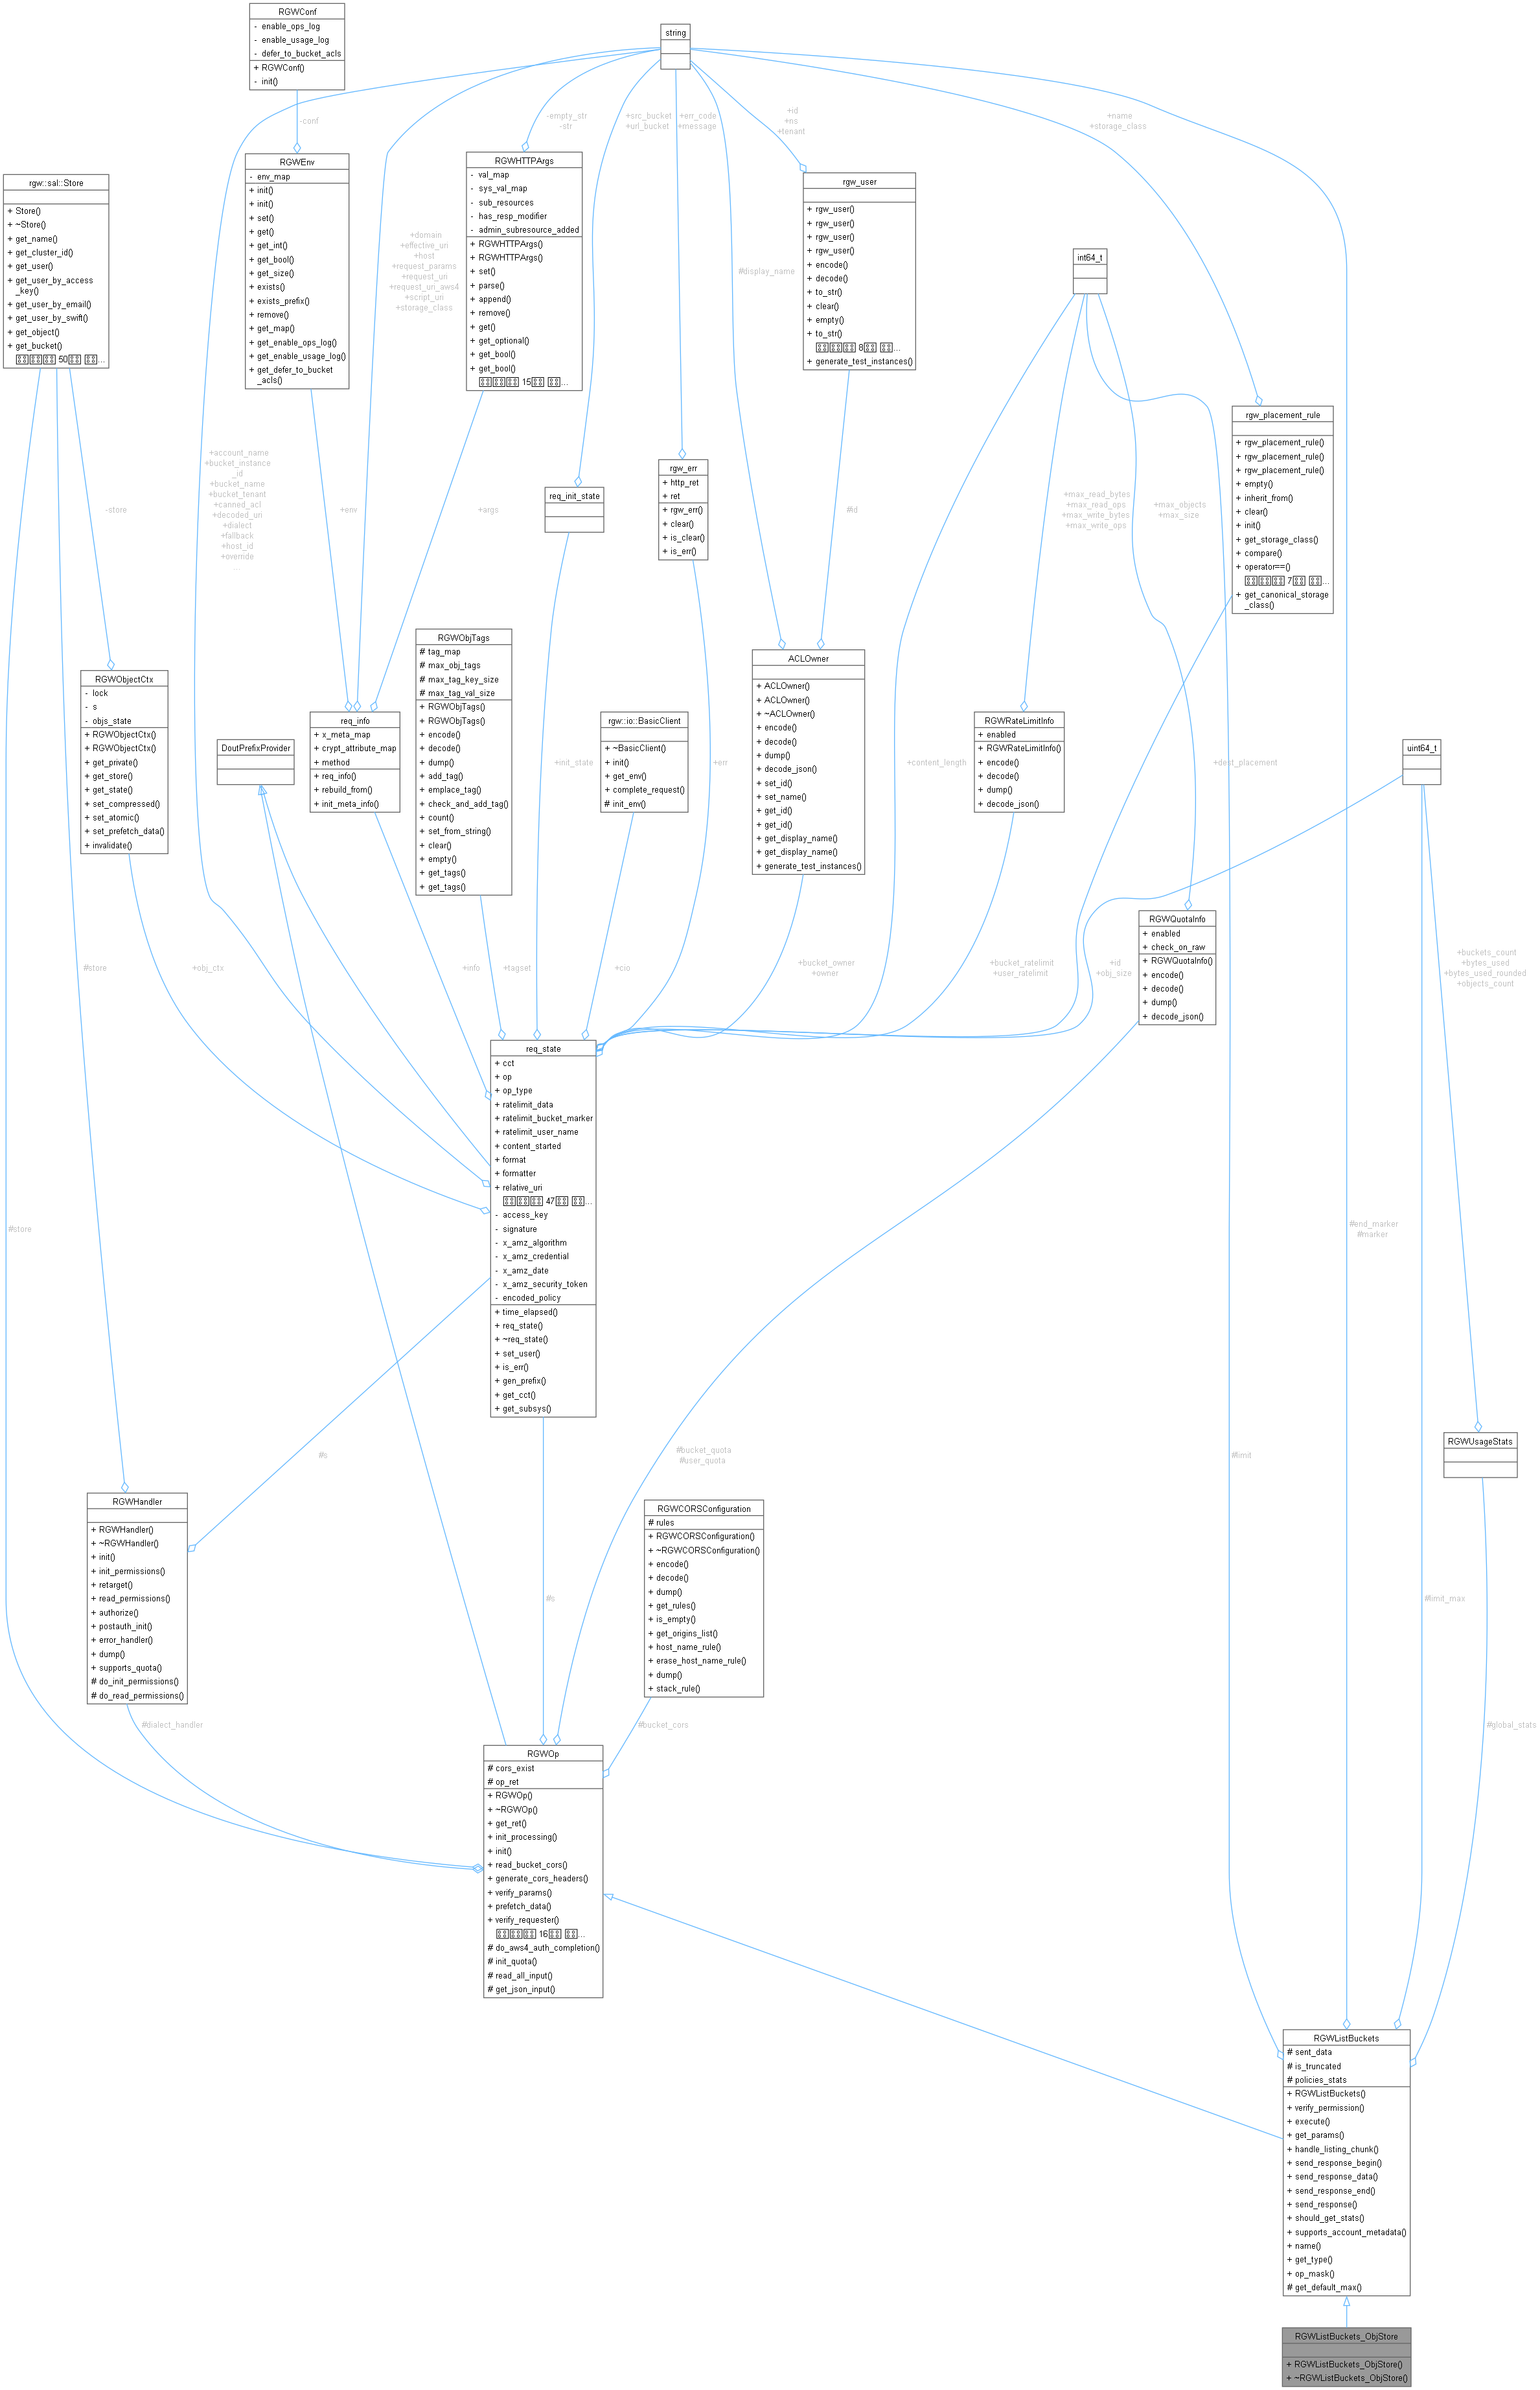 RGWConf
- enable_ops_log
- enable_usage_log
- defer_to_bucket_acls
+ RGWConf()
- init()
string
-conf
-empty_str
-str
+src_bucket
+url_bucket
+err_code
+message
+id
+ns
+tenant
+name
+storage_class
RGWEnv
- env_map
+ init()
+ init()
+ set()
+ get()
+ get_int()
+ get_bool()
+ get_size()
+ exists()
+ exists_prefix()
+ remove()
+ get_map()
+ get_enable_ops_log()
+ get_enable_usage_log()
+ get_defer_to_bucket
_acls()
RGWHTTPArgs
- val_map
- sys_val_map
- sub_resources
- has_resp_modifier
- admin_subresource_added
+ RGWHTTPArgs()
+ RGWHTTPArgs()
+ set()
+ parse()
+ append()
+ remove()
+ get()
+ get_optional()
+ get_bool()
+ get_bool()
15
...
rgw::sal::Store
+ Store()
+ ~Store()
+ get_name()
+ get_cluster_id()
+ get_user()
+ get_user_by_access
_key()
+ get_user_by_email()
+ get_user_by_swift()
+ get_object()
+ get_bucket()
50
...
rgw_user
+ rgw_user()
+ rgw_user()
+ rgw_user()
+ rgw_user()
+ encode()
+ decode()
+ to_str()
+ clear()
+ empty()
+ to_str()
8
...
+ generate_test_instances()
+domain
+effective_uri
+host
+request_params
+request_uri
+request_uri_aws4
+script_uri
+storage_class
#display_name
int64_t
rgw_placement_rule
+ rgw_placement_rule()
+ rgw_placement_rule()
+ rgw_placement_rule()
+ empty()
+ inherit_from()
+ clear()
+ init()
+ get_storage_class()
+ compare()
+ operator==()
7
...
+ get_canonical_storage
_class()
+account_name
+bucket_instance
_id
+bucket_name
+bucket_tenant
+canned_acl
+decoded_uri
+dialect
+fallback
+host_id
+override
...
-store
+env
+args
req_init_state
rgw_err
+ http_ret
+ ret
+ rgw_err()
+ clear()
+ is_clear()
+ is_err()
#id
+max_read_bytes
+max_read_ops
+max_write_bytes
+max_write_ops
+max_objects
+max_size
RGWObjectCtx
- lock
- s
- objs_state
+ RGWObjectCtx()
+ RGWObjectCtx()
+ get_private()
+ get_store()
+ get_state()
+ set_compressed()
+ set_atomic()
+ set_prefetch_data()
+ invalidate()
DoutPrefixProvider
req_info
+ x_meta_map
+ crypt_attribute_map
+ method
+ req_info()
+ rebuild_from()
+ init_meta_info()
RGWObjTags
# tag_map
# max_obj_tags
# max_tag_key_size
# max_tag_val_size
+ RGWObjTags()
+ RGWObjTags()
+ encode()
+ decode()
+ dump()
+ add_tag()
+ emplace_tag()
+ check_and_add_tag()
+ count()
+ set_from_string()
+ clear()
+ empty()
+ get_tags()
+ get_tags()
+init_state
rgw::io::BasicClient
+ ~BasicClient()
+ init()
+ get_env()
+ complete_request()
# init_env()
+err
ACLOwner
+ ACLOwner()
+ ACLOwner()
+ ~ACLOwner()
+ encode()
+ decode()
+ dump()
+ decode_json()
+ set_id()
+ set_name()
+ get_id()
+ get_id()
+ get_display_name()
+ get_display_name()
+ generate_test_instances()
+content_length
RGWRateLimitInfo
+ enabled
+ RGWRateLimitInfo()
+ encode()
+ decode()
+ dump()
+ decode_json()
+dest_placement
uint64_t
RGWQuotaInfo
+ enabled
+ check_on_raw
+ RGWQuotaInfo()
+ encode()
+ decode()
+ dump()
+ decode_json()
+obj_ctx
#store
+info
+tagset
+cio
+bucket_owner
+owner
+bucket_ratelimit
+user_ratelimit
+id
+obj_size
+buckets_count
+bytes_used
+bytes_used_rounded
+objects_count
req_state
+ cct
+ op
+ op_type
+ ratelimit_data
+ ratelimit_bucket_marker
+ ratelimit_user_name
+ content_started
+ format
+ formatter
+ relative_uri
47
...
- access_key
- signature
- x_amz_algorithm
- x_amz_credential
- x_amz_date
- x_amz_security_token
- encoded_policy
+ time_elapsed()
+ req_state()
+ ~req_state()
+ set_user()
+ is_err()
+ gen_prefix()
+ get_cct()
+ get_subsys()
#store
#end_marker
#marker
#s
#bucket_quota
#user_quota
#limit
RGWUsageStats
RGWHandler
+ RGWHandler()
+ ~RGWHandler()
+ init()
+ init_permissions()
+ retarget()
+ read_permissions()
+ authorize()
+ postauth_init()
+ error_handler()
+ dump()
+ supports_quota()
# do_init_permissions()
# do_read_permissions()
RGWCORSConfiguration
# rules
+ RGWCORSConfiguration()
+ ~RGWCORSConfiguration()
+ encode()
+ decode()
+ dump()
+ get_rules()
+ is_empty()
+ get_origins_list()
+ host_name_rule()
+ erase_host_name_rule()
+ dump()
+ stack_rule()
#s
#limit_max
#dialect_handler
#bucket_cors
#global_stats
RGWOp
# cors_exist
# op_ret
+ RGWOp()
+ ~RGWOp()
+ get_ret()
+ init_processing()
+ init()
+ read_bucket_cors()
+ generate_cors_headers()
+ verify_params()
+ prefetch_data()
+ verify_requester()
16
...
# do_aws4_auth_completion()
# init_quota()
# read_all_input()
# get_json_input()
RGWListBuckets
# sent_data
# is_truncated
# policies_stats
+ RGWListBuckets()
+ verify_permission()
+ execute()
+ get_params()
+ handle_listing_chunk()
+ send_response_begin()
+ send_response_data()
+ send_response_end()
+ send_response()
+ should_get_stats()
+ supports_account_metadata()
+ name()
+ get_type()
+ op_mask()
# get_default_max()
RGWListBuckets_ObjStore
+ RGWListBuckets_ObjStore()
+ ~RGWListBuckets_ObjStore()